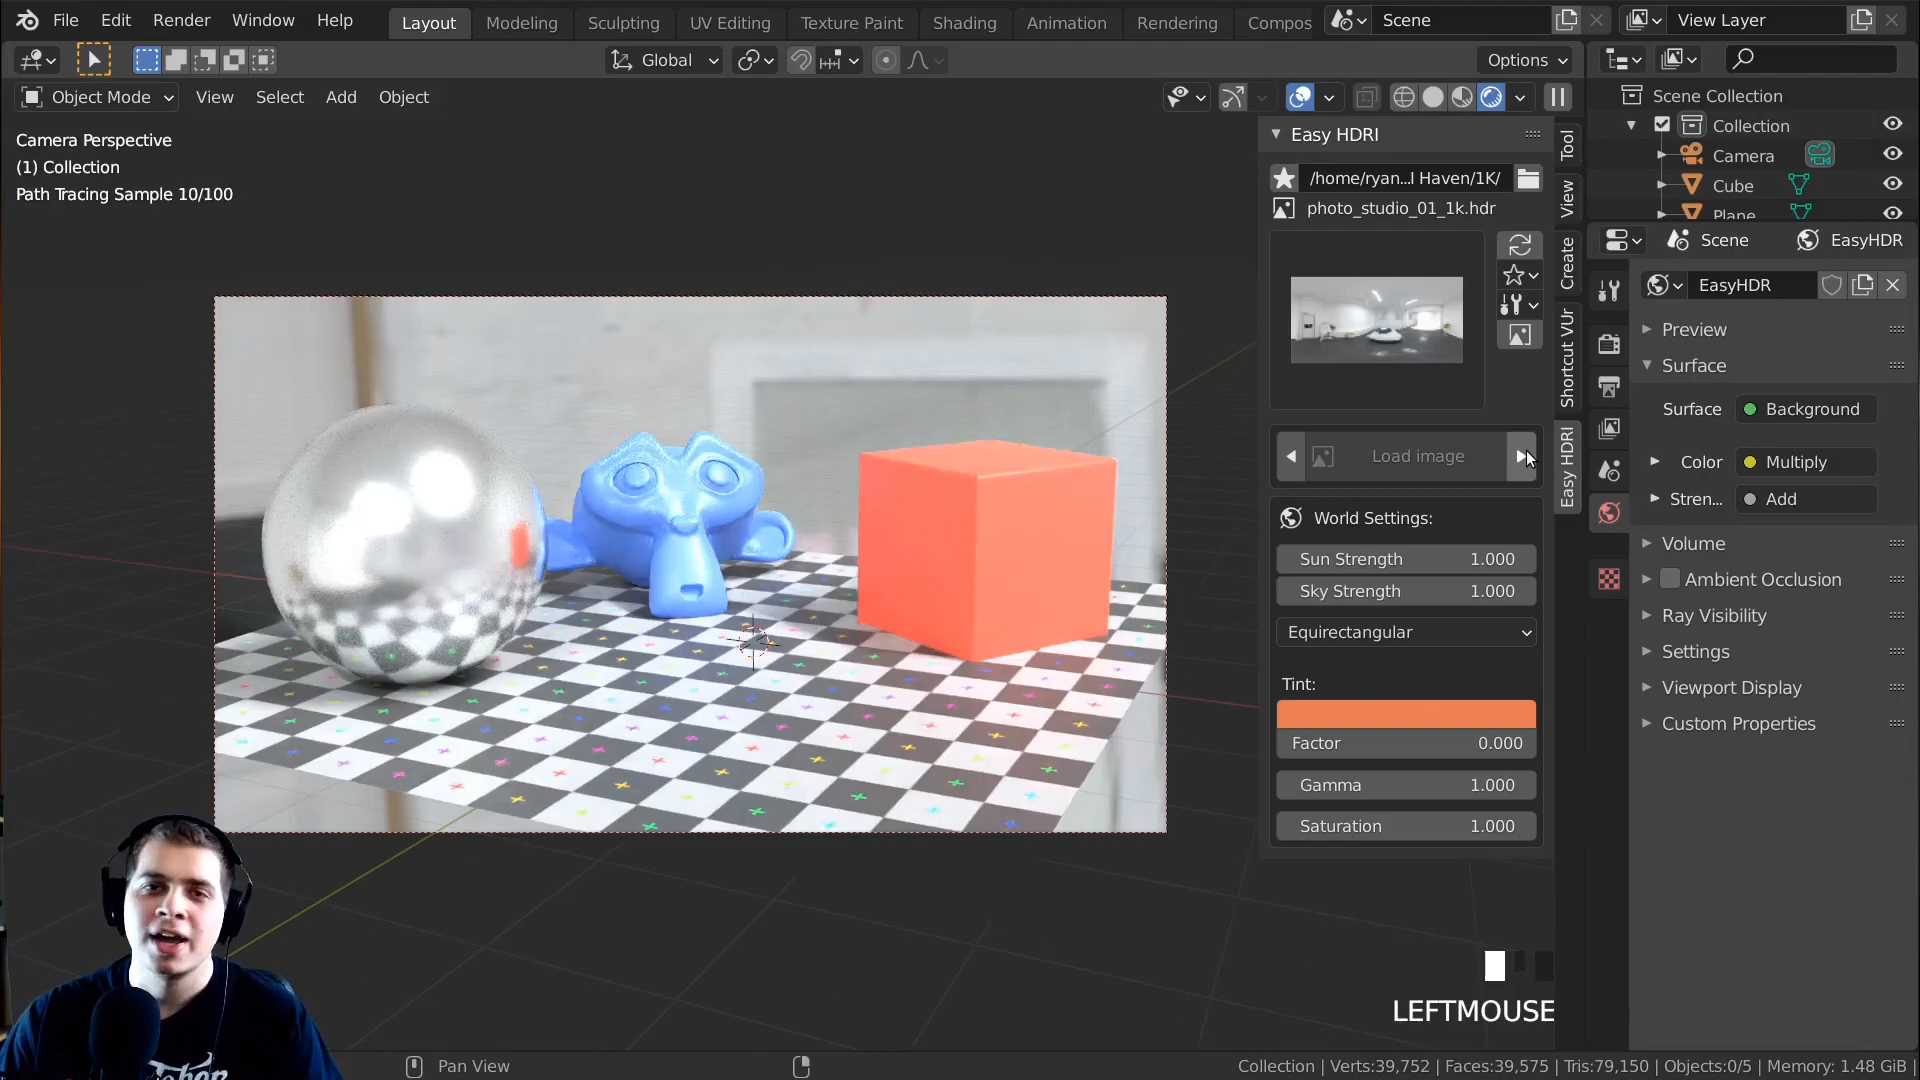 File Edit Render Window Help
Layout Modeling Sculpting UV Editing Texture Paint Shading Animation Rendering Compos
Scene
View Layer
Global
Options
Object Mode View Select Add Object
Camera Perspective
(1) Collection
Path Tracing Sample 10/100
Easy HDRI
/home/ryan...l Haven/1K/
photo_studio_01_1k.hdr
Load image
World Settings:
Sun Strength 1.000
Sky Strength 1.000
Equirectangular
Tint:
Factor 0.000
Gamma 1.000
Saturation 1.000
Tool
View
Create
Shortcut VUr
Easy HDRI
Scene Collection
Collection
Camera
Cube
Plane
Scene EasyHDR
EasyHDR
Preview
Surface
Surface Background
Color Multiply
Stren... Add
Volume
Ambient Occlusion
Ray Visibility
Settings
Viewport Display
Custom Properties
LEFTMOUSE
Pan View
Collection | Verts:39,752 | Faces:39,575 | Tris:79,150 | Objects:0/5 | Memory: 1.48 GiB |